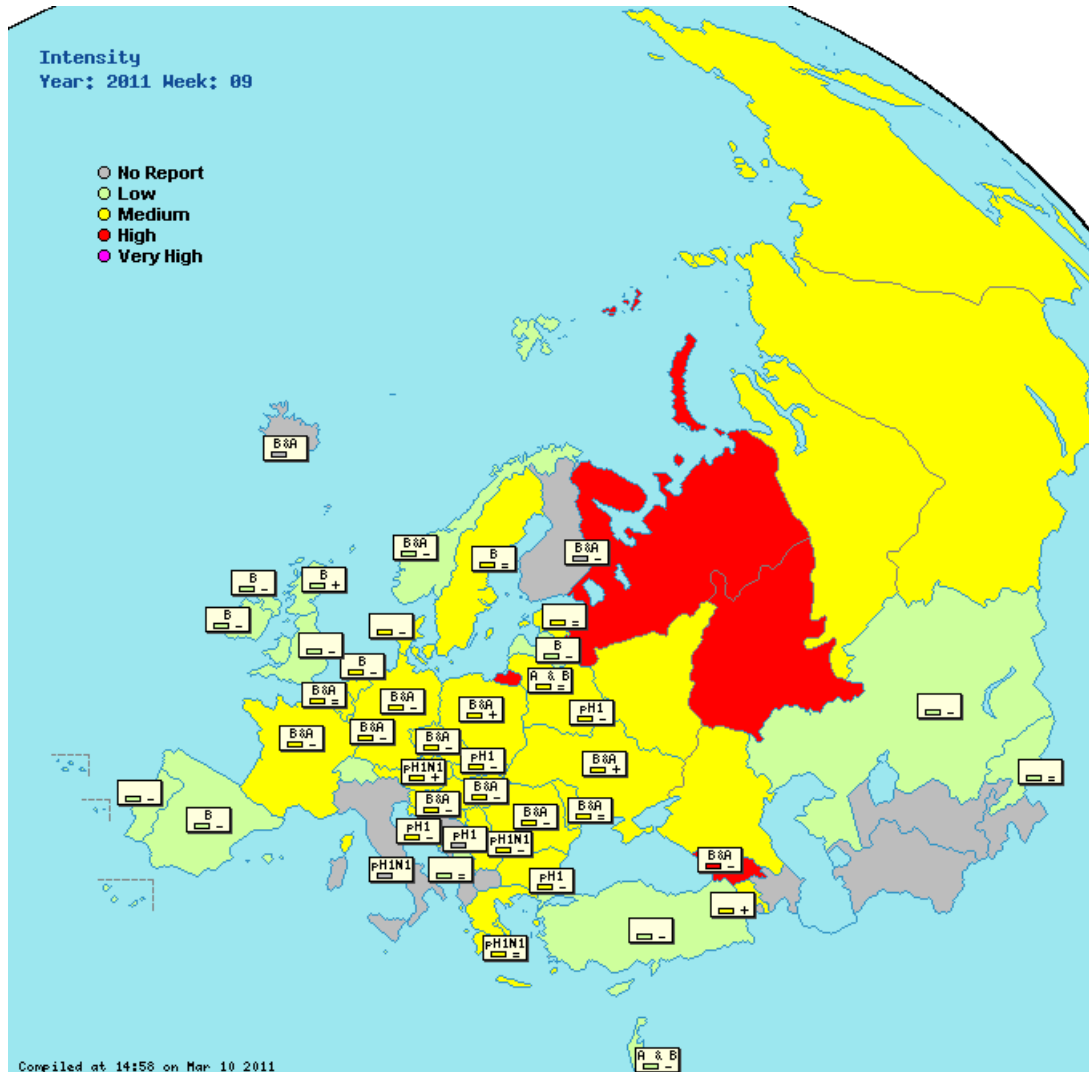 Intensity
Year: 2011 Week: 09
No Report
Low
Medium
High
Very High
B &A
B &A -
B =
B &A -
B -
B +
B -
-
-
=
B -
B -
A & B =
B &A =
B &A -
B &A +
pH1 -
B &A -
B &A -
B &A -
pH1 -
B &A +
pH1N1 +
-
=
-
B -
B &A -
B &A -
B &A -
B &A =
pH1 -
pH1
pH1N1 -
B &A -
pH1N1
=
pH1 -
+
-
pH1N1 =
A & B -
Compiled at 14:58 on Mar 10 2011